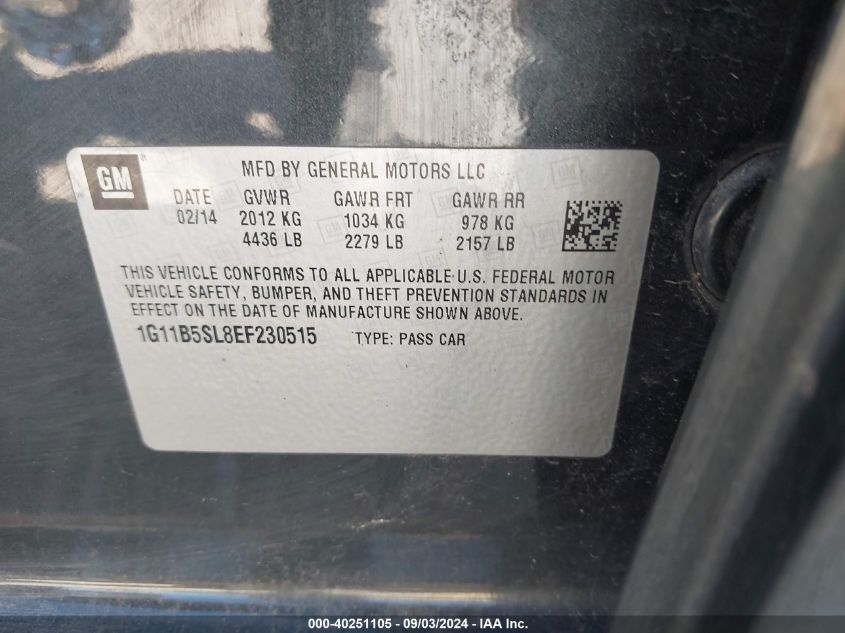 GM
MFD BY GENERAL MOTORS LLC
DATE GVWR GAWR FRT GAWR RR
02/14 2012 KG 1034 KG 978 KG
4436 LB 2279 LB 2157 LB
THIS VEHICLE CONFORMS TO ALL APPLICABLE U.S. FEDERAL MOTOR
VEHICLE SAFETY, BUMPER, AND THEFT PREVENTION STANDARDS IN
EFFECT ON THE DATE OF MANUFACTURE SHOWN ABOVE.
1G11B5SL8EF230515 TYPE: PASS CAR
000-40251105 - 09/03/2024 - IAA Inc.